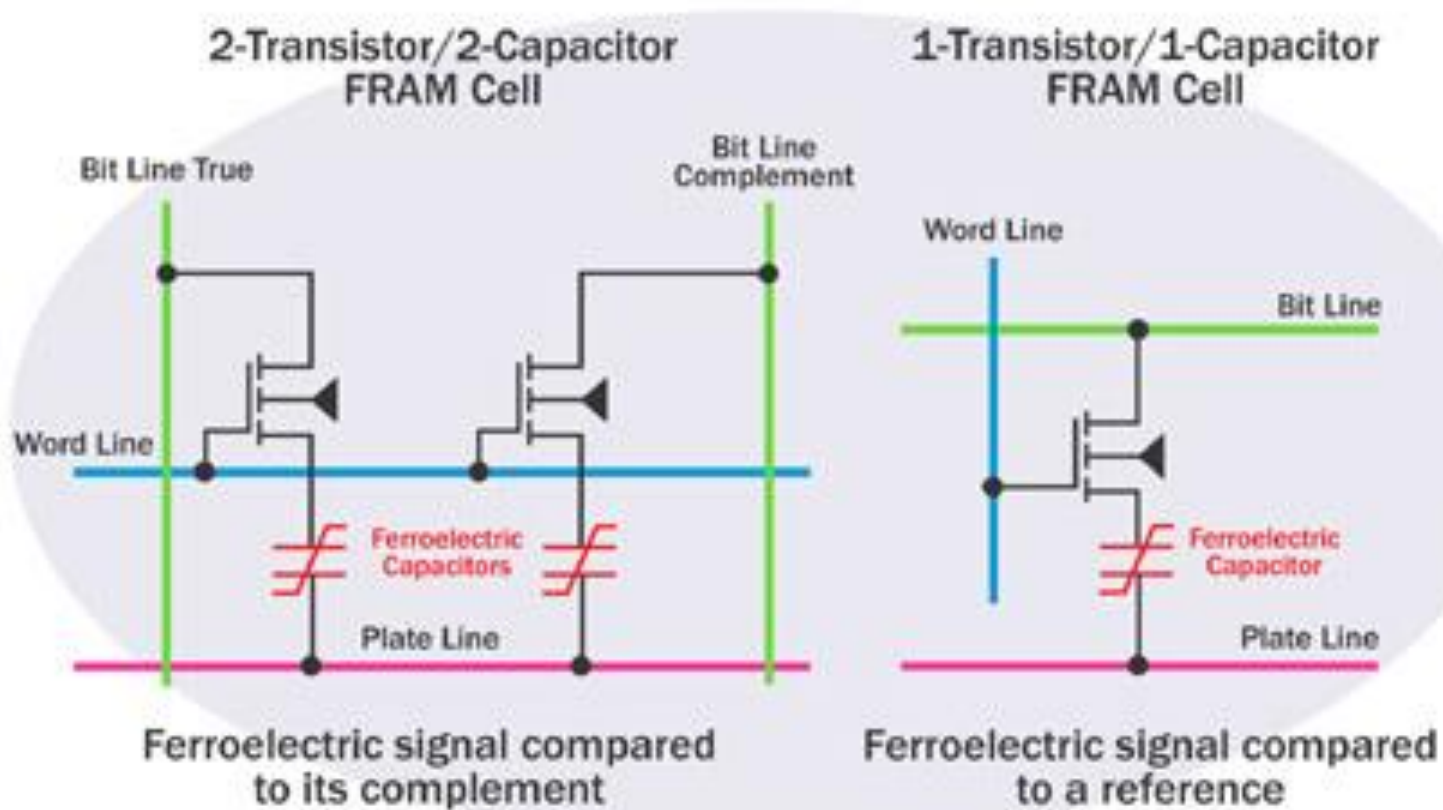 2-Transistor/2-Capacitor
FRAM Cell
Bit Line True
Bit Line
Complement
Word Line
Ferroelectric
Capacitors
Plate Line
Ferroelectric signal compared
to its complement
1-Transistor/1-Capacitor
FRAM Cell
Word Line
Bit Line
Ferroelectric
Capacitor
Plate Line
Ferroelectric signal compared
to a reference